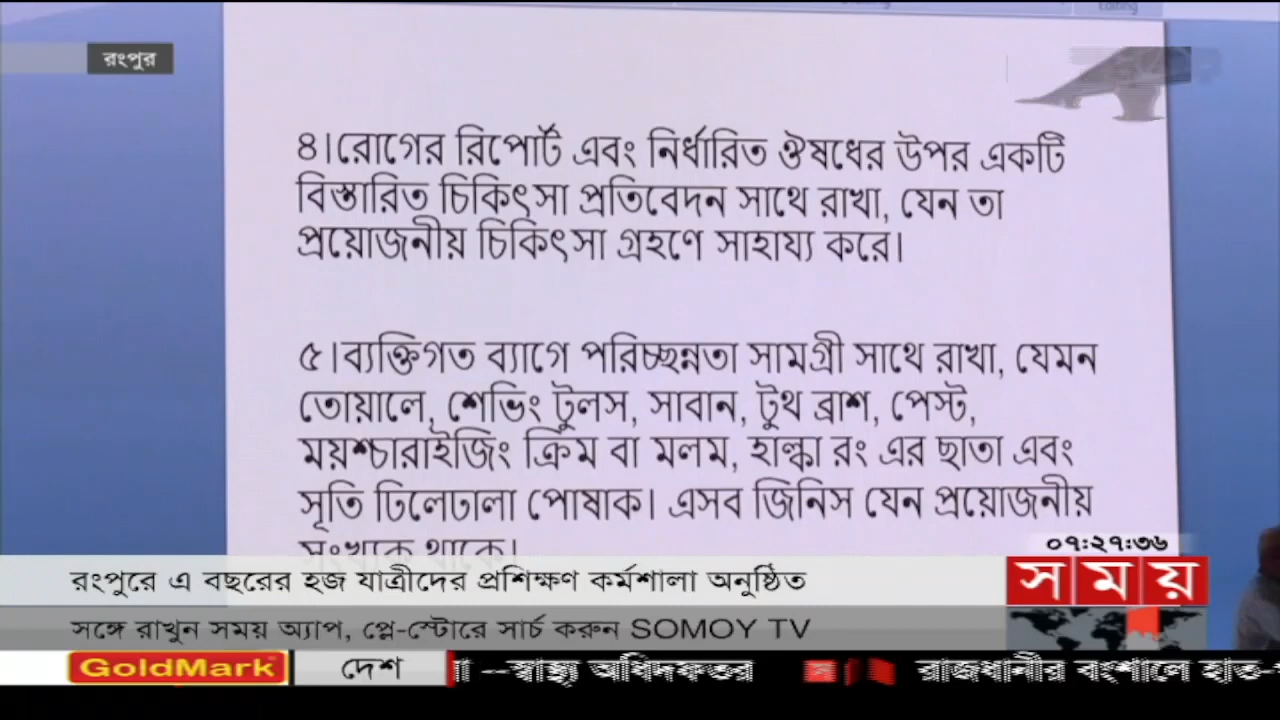 রংপুর
৪।রোগের রিপোর্ট এবং নির্ধারিত ঔষধের উপর একটি
বিস্তারিত চিকিৎসা প্রতিবেদন সাথে রাখা, যেন তা
প্রয়োজনীয় চিকিৎসা গ্রহণে সাহায্য করে।
৫।ব্যক্তিগত ব্যাগে পরিচ্ছন্নতা সামগ্রী সাথে রাখা, যেমন
তোয়ালে, শেভিং টুলস, সাবান, টুথ ব্রাশ, পেস্ট,
ময়শ্চারাইজিং ক্রিম বা মলম, হাল্কা রং এর ছাতা এবং
সূতি ঢিলেঢালা পোষাক। এসব জিনিস যেন প্রয়োজনীয়
সংখ্যক থাকে।
০৭:২৭:৩৬
রংপুরে এ বছরের হজ যাত্রীদের প্রশিক্ষণ কর্মশালা অনুষ্ঠিত
সময়
সঙ্গে রাখুন সময় অ্যাপ, প্লে-স্টোরে সার্চ করুন SOMOY TV
GoldMark দেশ --স্বাস্থ্য অধিদফতর রাজধানীর বংশালে